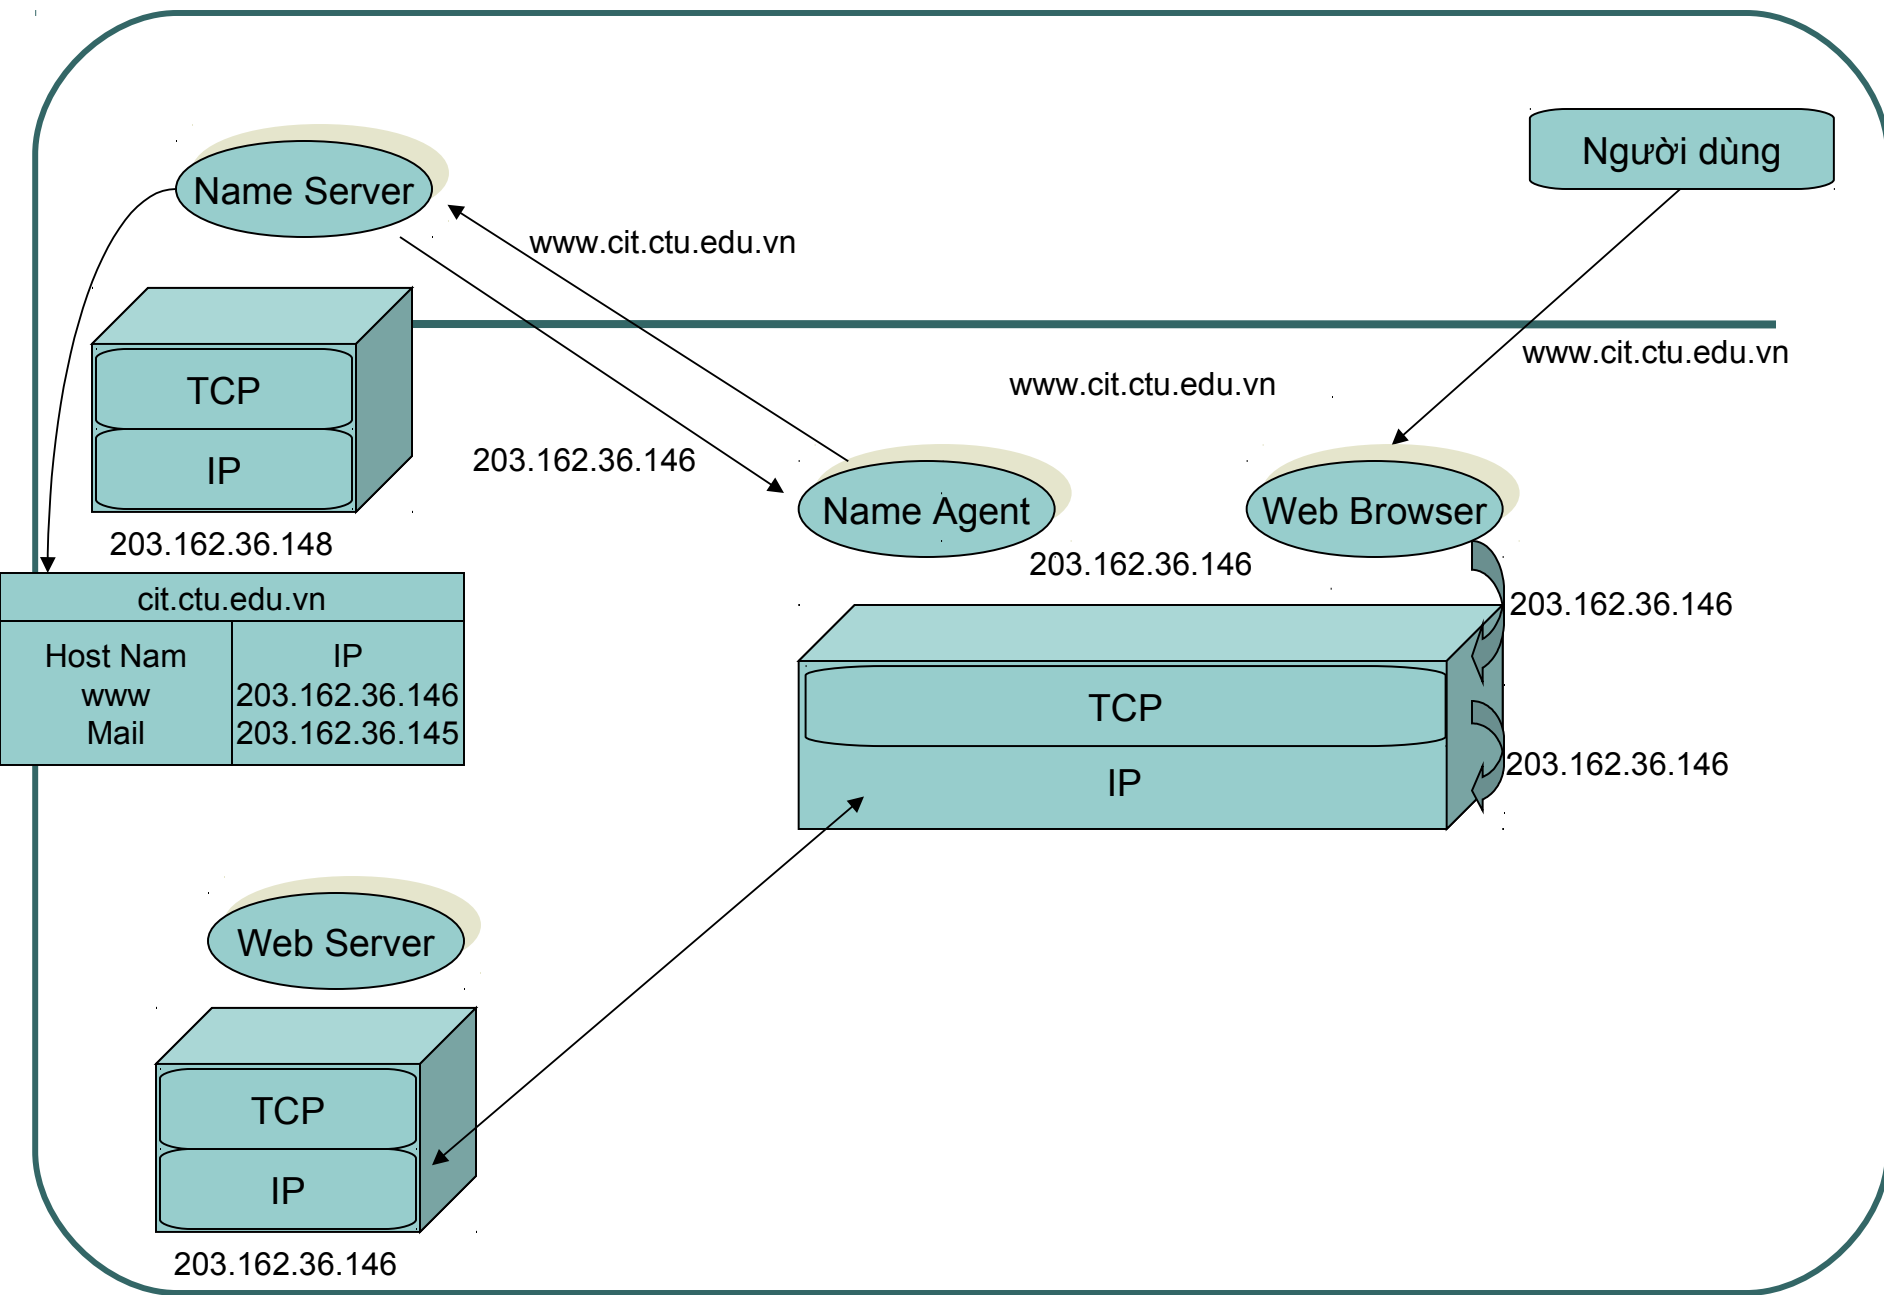 Người dùng
Name Server
www.cit.ctu.edu.vn
www.cit.ctu.edu.vn
www.cit.ctu.edu.vn
TCP
IP
203.162.36.146
203.162.36.148
Name Agent
Web Browser
203.162.36.146
203.162.36.146
cit.ctu.edu.vn
Host Nam IP
www 203.162.36.146
Mail 203.162.36.145
TCP
IP
203.162.36.146
Web Server
TCP
IP
203.162.36.146